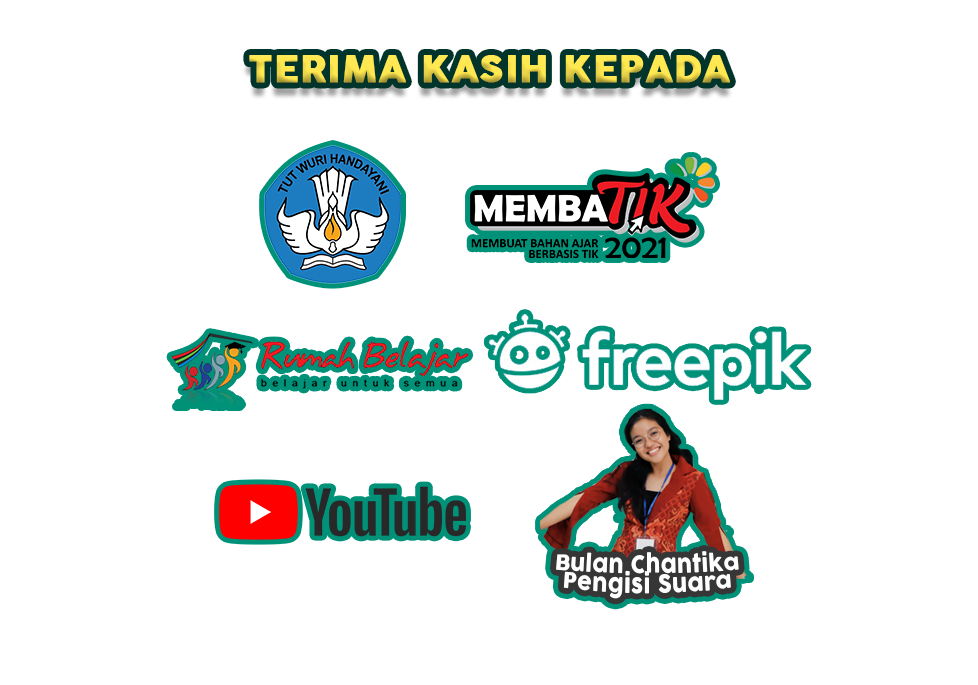 TERIMA KASIH KEPADA
TUT WURI HANDAYANI
MEMBATIK
MEMBUAT BAHAN AJAR
BERBASIS TIK
2021
Rumah Belajar
belajar untuk semua
freepik
YouTube
Bulan Chantika
Pengisi Suara